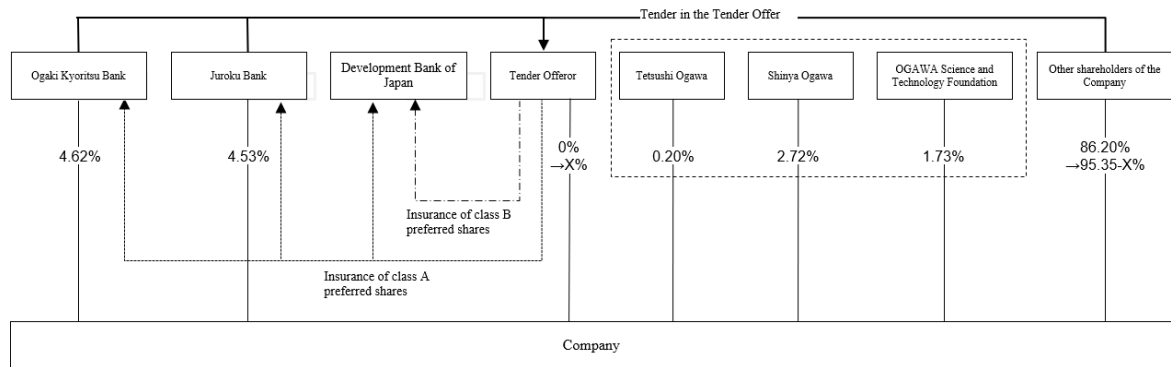 Tender in the Tender Offer
Ogaki Kyoritsu Bank
Juroku Bank
Development Bank of
Japan
Tender Offeror
Tetsushi Ogawa
Shinya Ogawa
OGAWA Science and
Technology Foundation
Other shareholders of the
Company
4.62%
4.53%
0%
→X%
0.20%
2.72%
1.73%
86.20%
→95.35-X%
Insurance of class B
preferred shares
Insurance of class A
preferred shares
Company